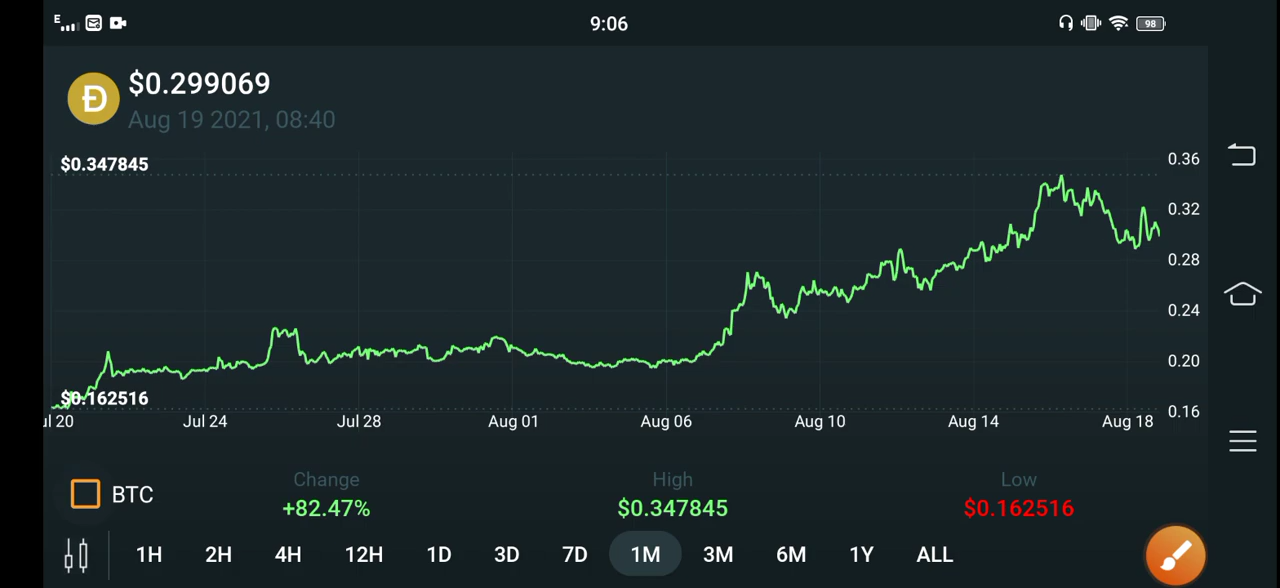 E 9:06 98
$0.299069
Aug 19 2021, 08:40
$0.347845
0.36
0.32
0.28
0.24
0.20
0.16
$0.162516
ul 20 Jul 24 Jul 28 Aug 01 Aug 06 Aug 10 Aug 14 Aug 18
Change High Low
BTC +82.47% $0.347845 $0.162516
1H 2H 4H 12H 1D 3D 7D 1M 3M 6M 1Y ALL